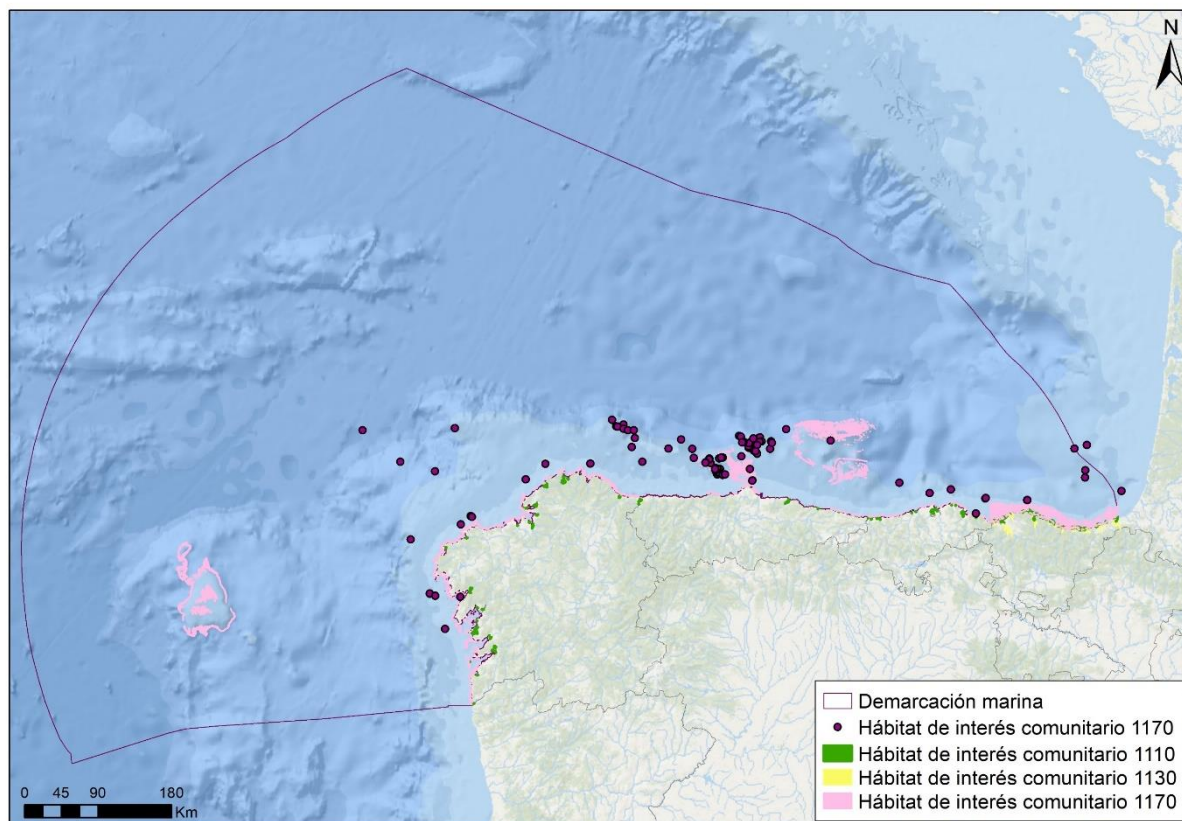 N
Demarcación marina
Hábitat de interés comunitario 1170
Hábitat de interés comunitario 1110
Hábitat de interés comunitario 1130
Hábitat de interés comunitario 1170
0 45 90 180
Km